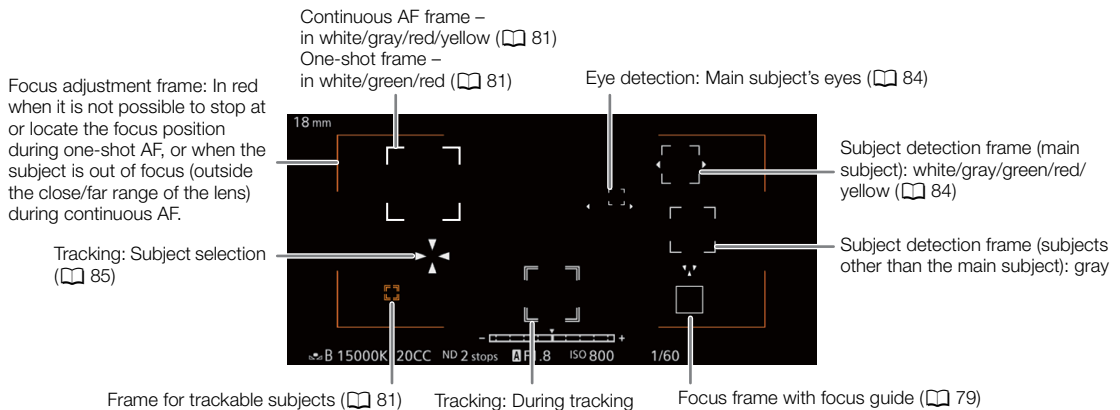 Continuous AF frame –
in white/gray/red/yellow (81)
One-shot frame –
in white/green/red (81)
Eye detection: Main subject's eyes (84)
Focus adjustment frame: In red
when it is not possible to stop at
or locate the focus position
during one-shot AF, or when the
subject is out of focus (outside
the close/far range of the lens)
during continuous AF.
18 mm
Subject detection frame (main
subject): white/gray/green/red/
yellow (84)
Tracking: Subject selection
(85)
Subject detection frame (subjects
other than the main subject): gray
- +
B 15000K 20CC ND 2 stops A F1.8 ISO 800 1/60
Frame for trackable subjects (81)
Tracking: During tracking
Focus frame with focus guide (79)